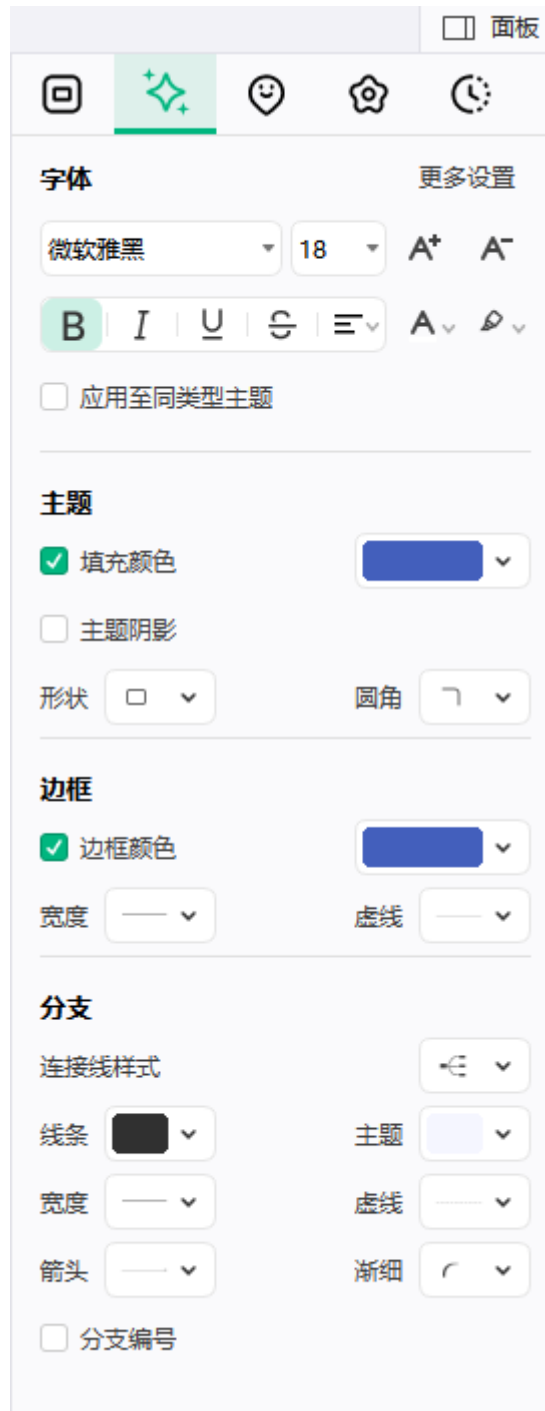 面板
字体 更多设置
微软雅黑 18 A+ A-
B I U S A
应用至同类型主题
主题
填充颜色
主题阴影
形状 圆角
边框
边框颜色
宽度 虚线
分支
连接线样式
线条 主题
宽度 虚线
箭头 渐细
分支编号